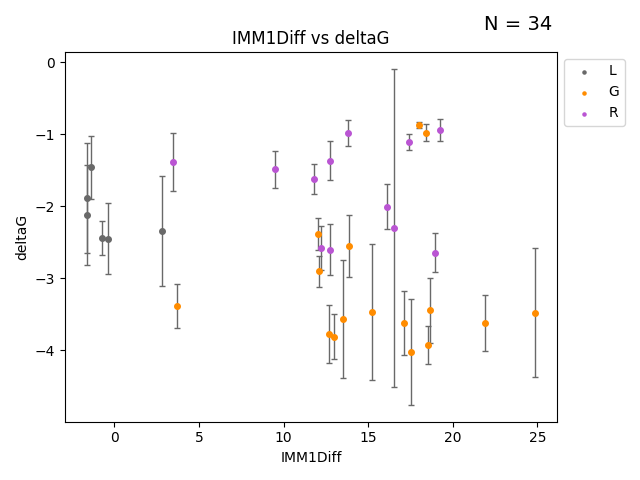 N = 34
IMM1Diff vs deltaG
L
G
R
0
−1
−2
−3
−4
deltaG
0 5 10 15 20 25
IMM1Diff